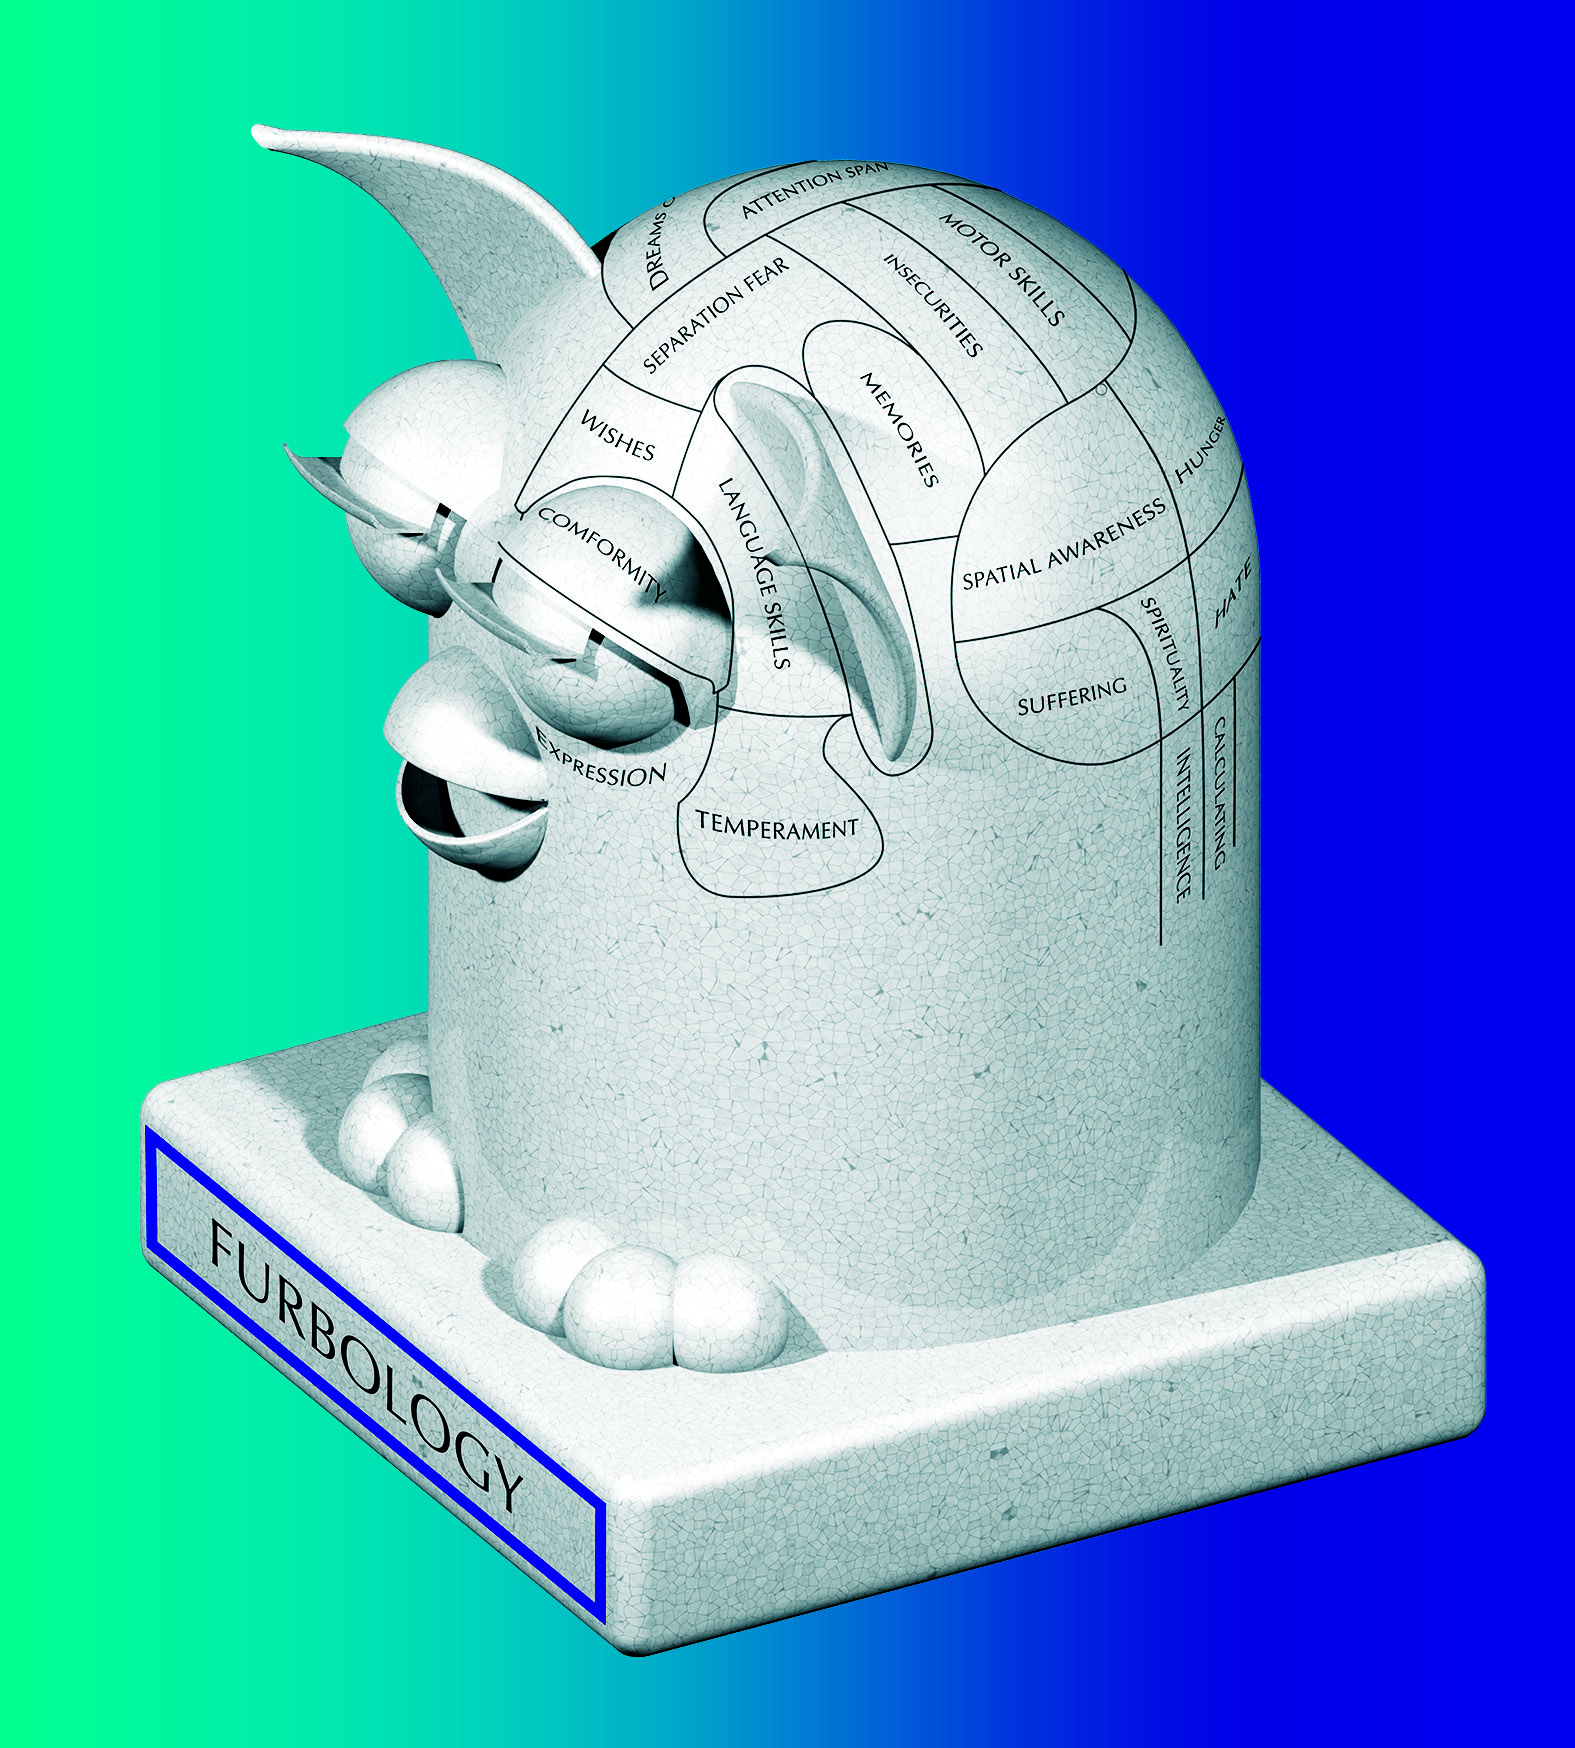 DREAMS
ATTENTION SPAN
MOTOR SKILLS
INSECURITIES
SEPARATION FEAR
MEMORIES
WISHES
HUNGER
LANGUAGE SKILLS
COMFORMITY
SPATIAL AWARENESS
HATE
SPIRITUALITY
SUFFERING
EXPRESSION
CALCULATING
INTELLIGENCE
TEMPERAMENT
FURBOLOGY